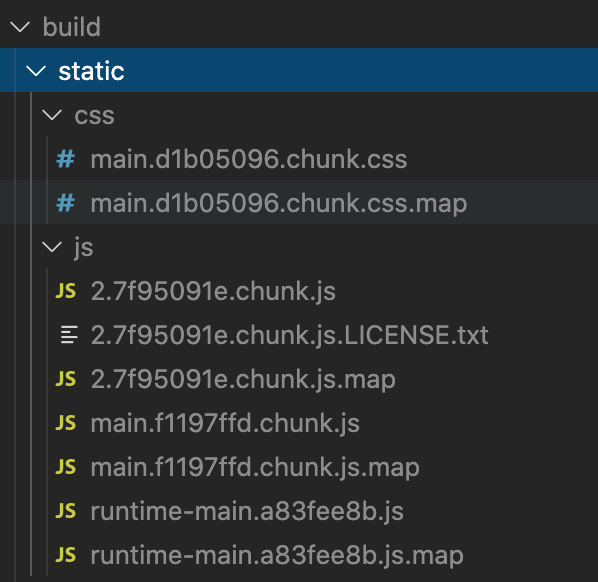 build
static
css
# main.d1b05096.chunk.css
# main.d1b05096.chunk.css.map
js
JS 2.7f95091e.chunk.js
2.7f95091e.chunk.js.LICENSE.txt
JS 2.7f95091e.chunk.js.map
JS main.f1197ffd.chunk.js
JS main.f1197ffd.chunk.js.map
JS runtime-main.a83fee8b.js
JS runtime-main.a83fee8b.js.map